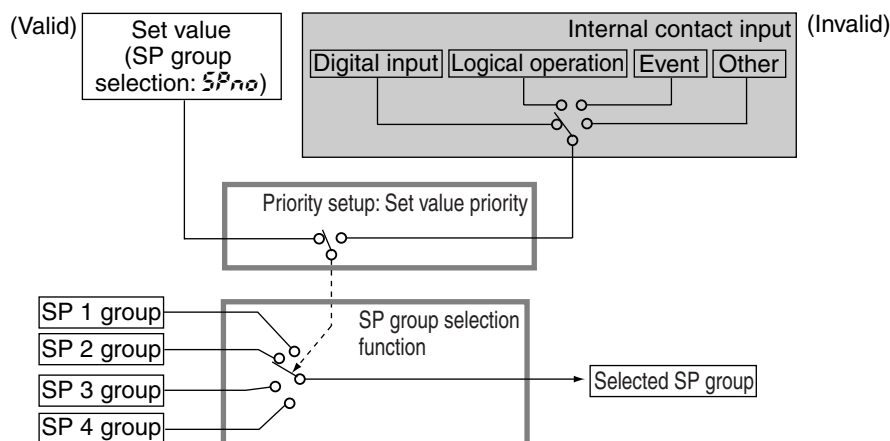 (Valid)
Set value
(SP group
selection: SPno)
Internal contact input
(Invalid)
Digital input
Logical operation
Event
Other
Priority setup: Set value priority
SP 1 group
SP 2 group
SP 3 group
SP 4 group
SP group selection
function
Selected SP group